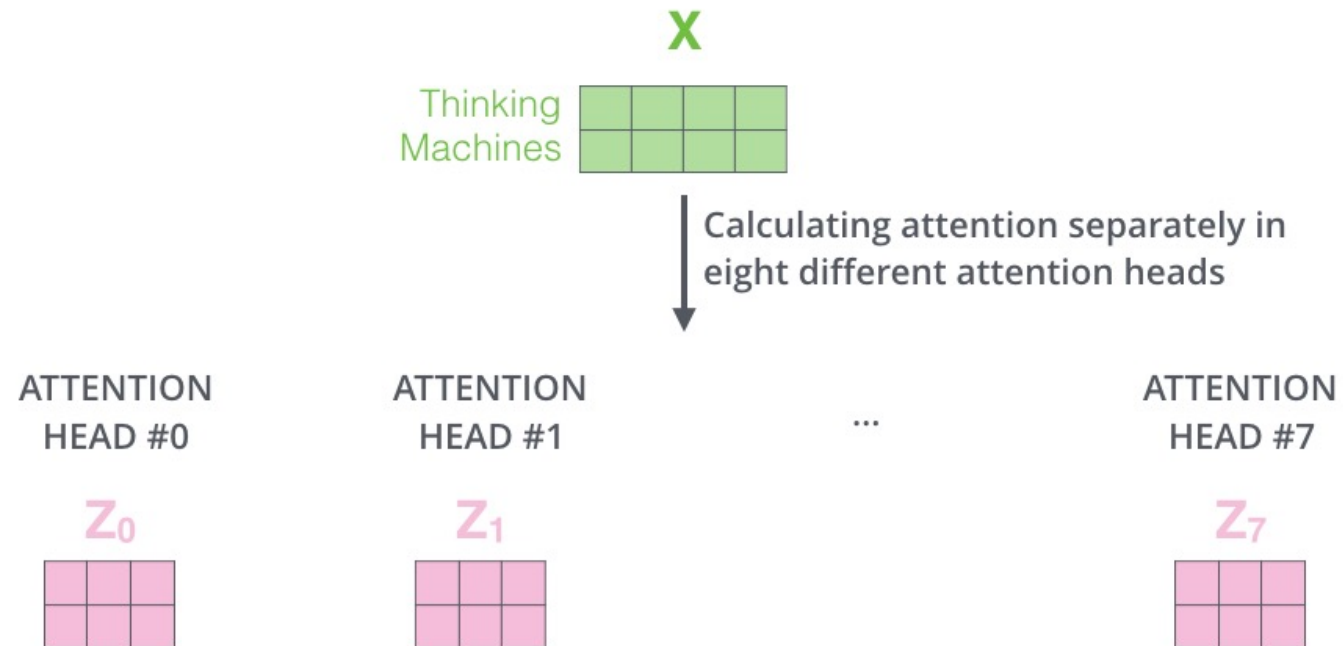 X
Thinking
Machines
Calculating attention separately in
eight different attention heads
ATTENTION
HEAD #0
ATTENTION
HEAD #1
...
ATTENTION
HEAD #7
Z0
Z1
Z7